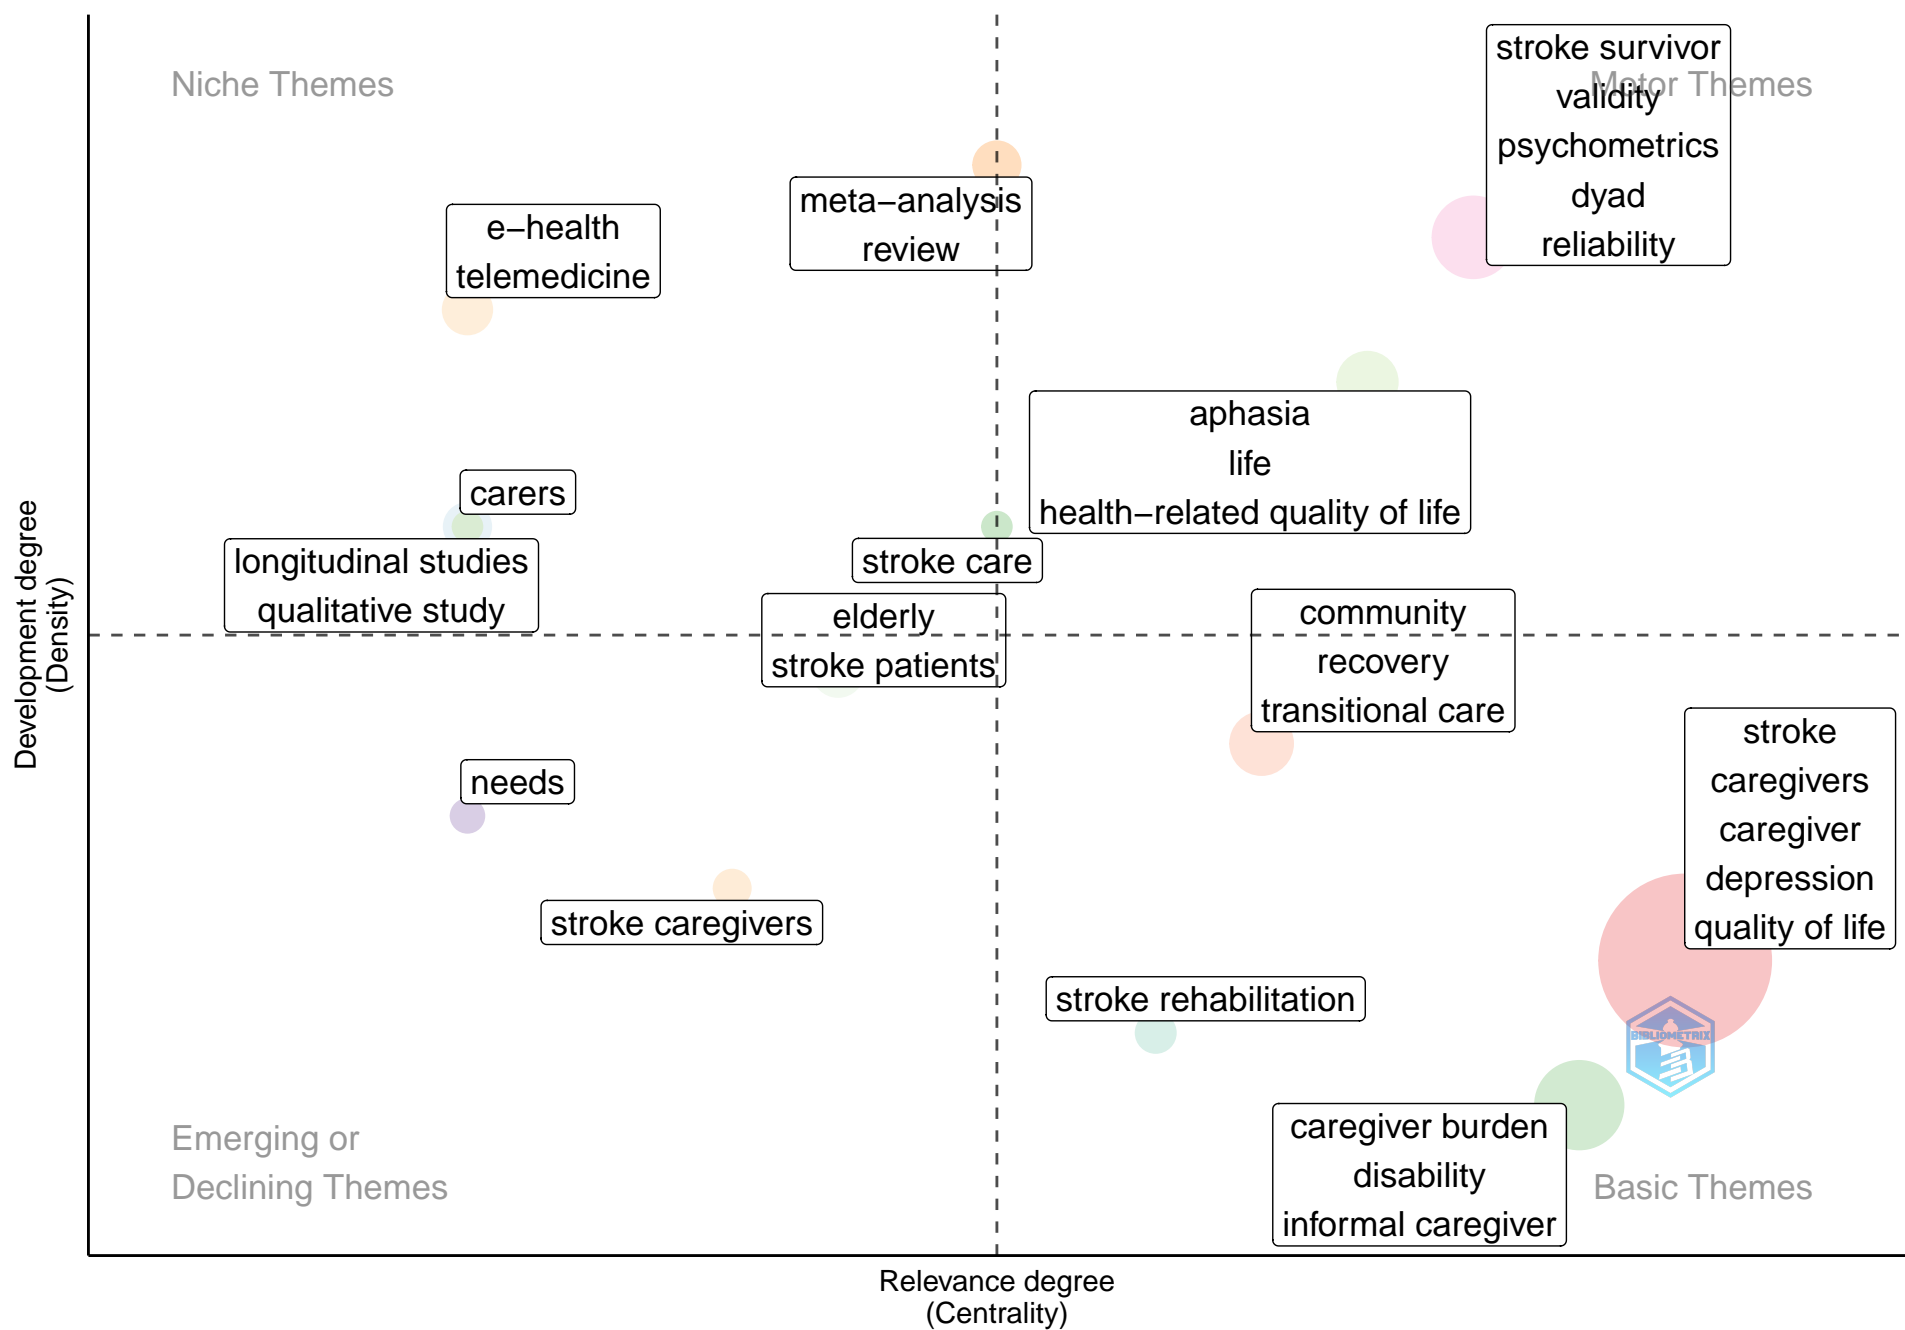 Niche Themes
Motor Themes
stroke survivor
validity
psychometrics
dyad
reliability
meta−analysis
review
e−health
telemedicine
aphasia
life
health−related quality of life
carers
longitudinal studies
qualitative study
stroke care
elderly
stroke patients
community
recovery
transitional care
stroke
caregivers
caregiver
depression
quality of life
needs
stroke caregivers
stroke rehabilitation
BIBLIOMETRIX
caregiver burden
disability
informal caregiver
Emerging or
Declining Themes
Basic Themes
Development degree
(Density)
Relevance degree
(Centrality)